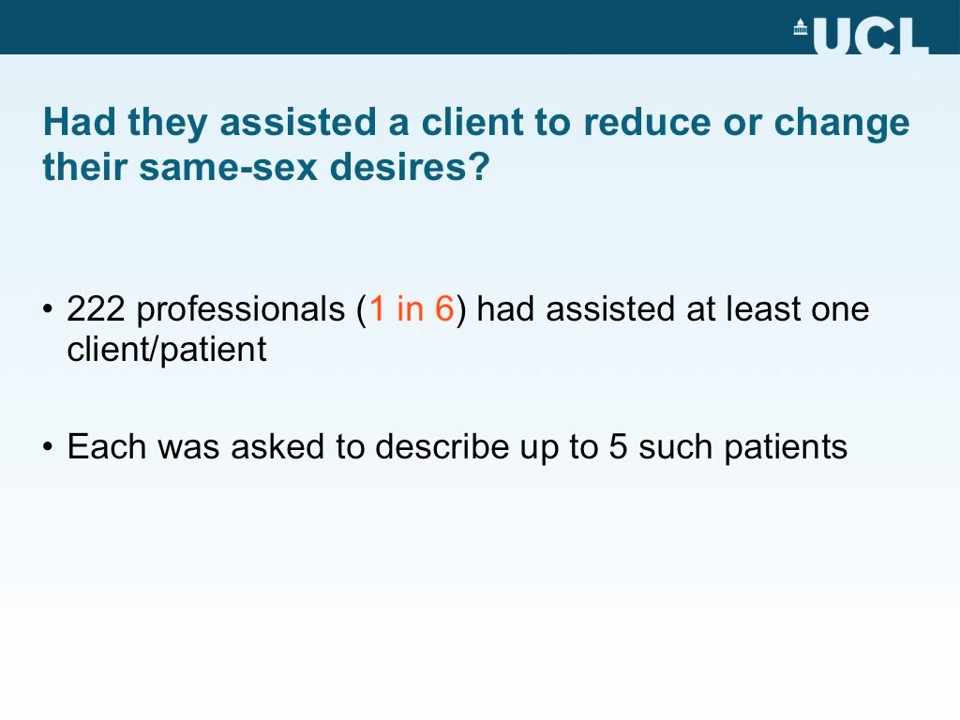 UCL
Had they assisted a client to reduce or change
their same-sex desires?
• 222 professionals (1 in 6) had assisted at least one
client/patient
• Each was asked to describe up to 5 such patients